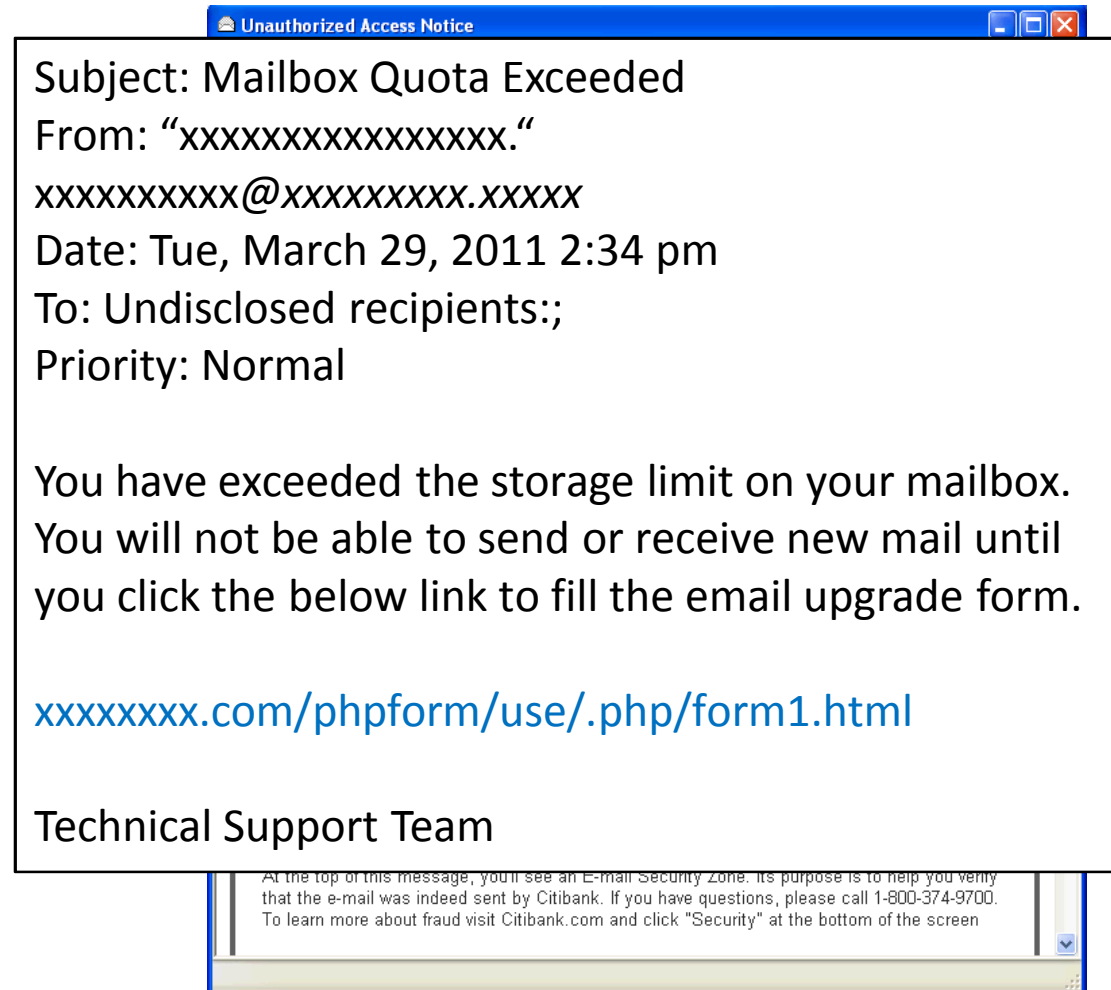 Unauthorized Access Notice
Subject: Mailbox Quota Exceeded
From: “xxxxxxxxxxxxxxxx.“
xxxxxxxxxx@xxxxxxxxx.xxxxx
Date: Tue, March 29, 2011 2:34 pm
To: Undisclosed recipients:;
Priority: Normal
You have exceeded the storage limit on your mailbox.
You will not be able to send or receive new mail until
you click the below link to fill the email upgrade form.
xxxxxxxx.com/phpform/use/.php/form1.html
Technical Support Team
At the top of this message, you'll see an E-mail Security Zone. Its purpose is to help you verify
that the e-mail was indeed sent by Citibank. If you have questions, please call 1-800-374-9700.
To learn more about fraud visit Citibank.com and click "Security" at the bottom of the screen